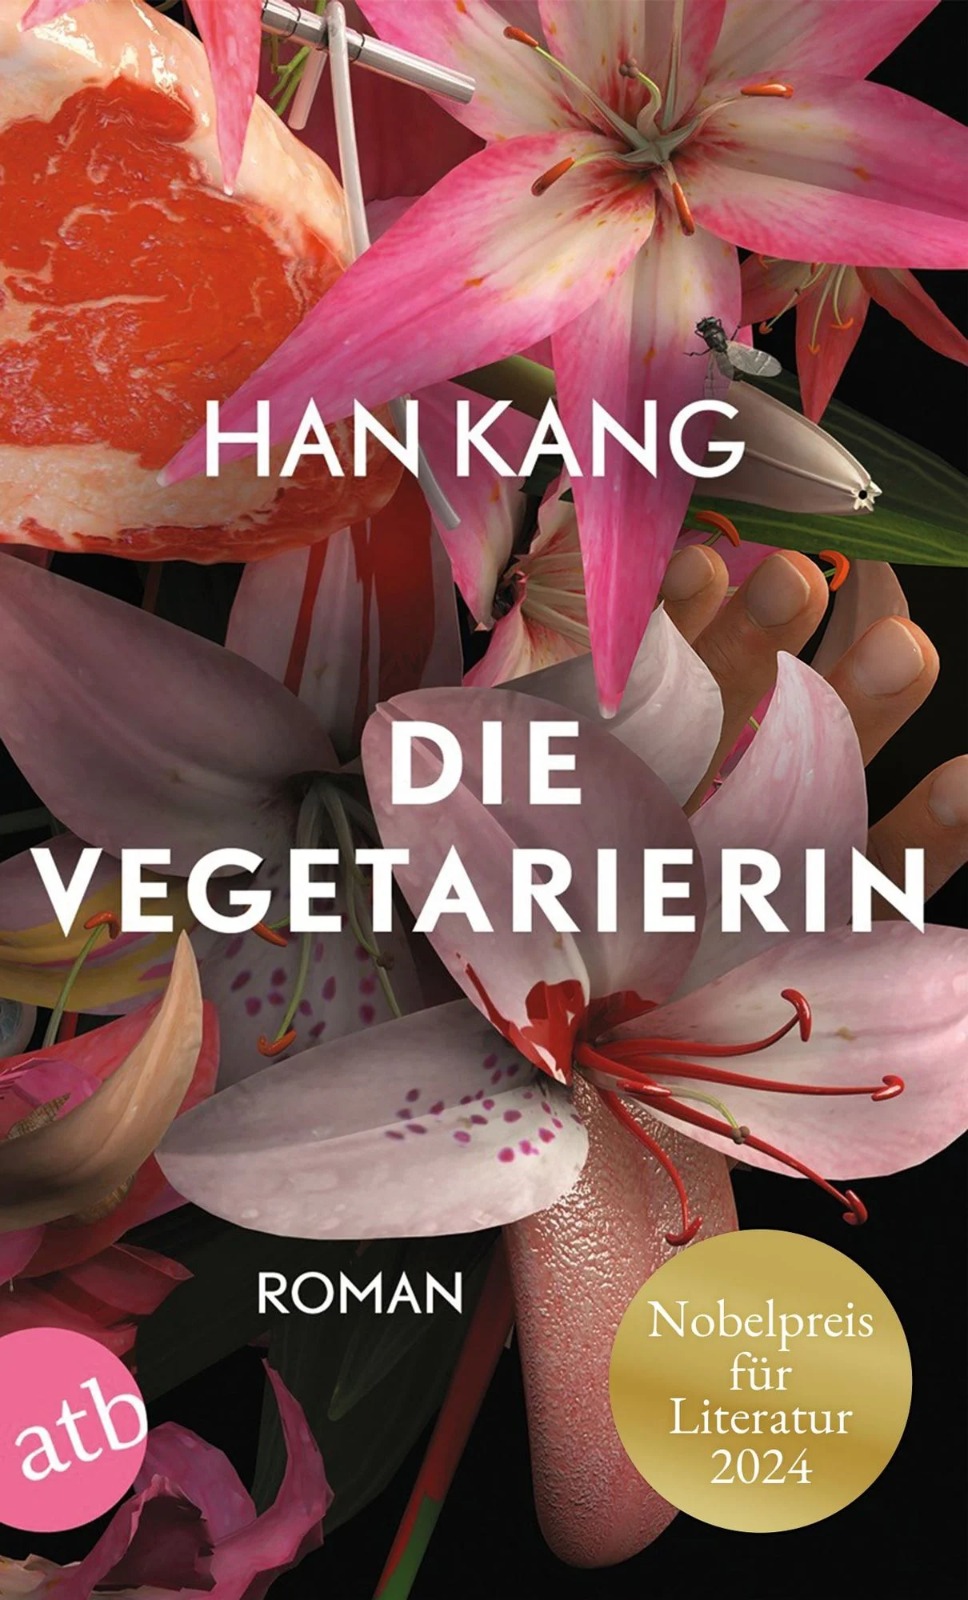 HAN KANG
DIE
VEGETARIERIN
ROMAN
atb
Nobelpreis
für
Literatur
2024